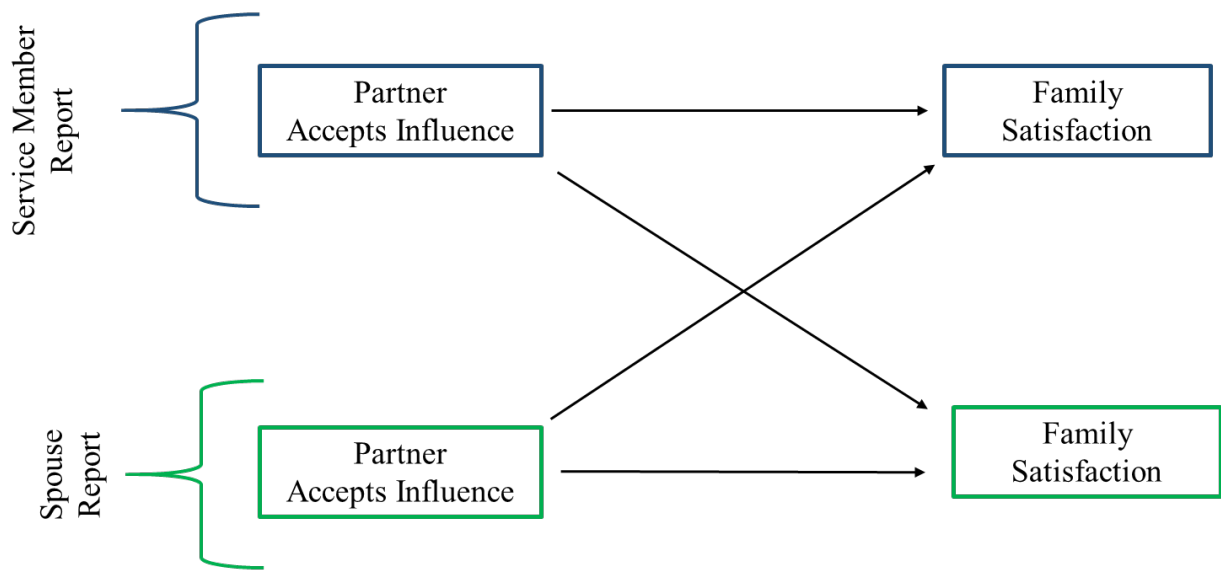 Service Member
Report
Partner
Accepts Influence
Family
Satisfaction
Spouse
Report
Partner
Accepts Influence
Family
Satisfaction